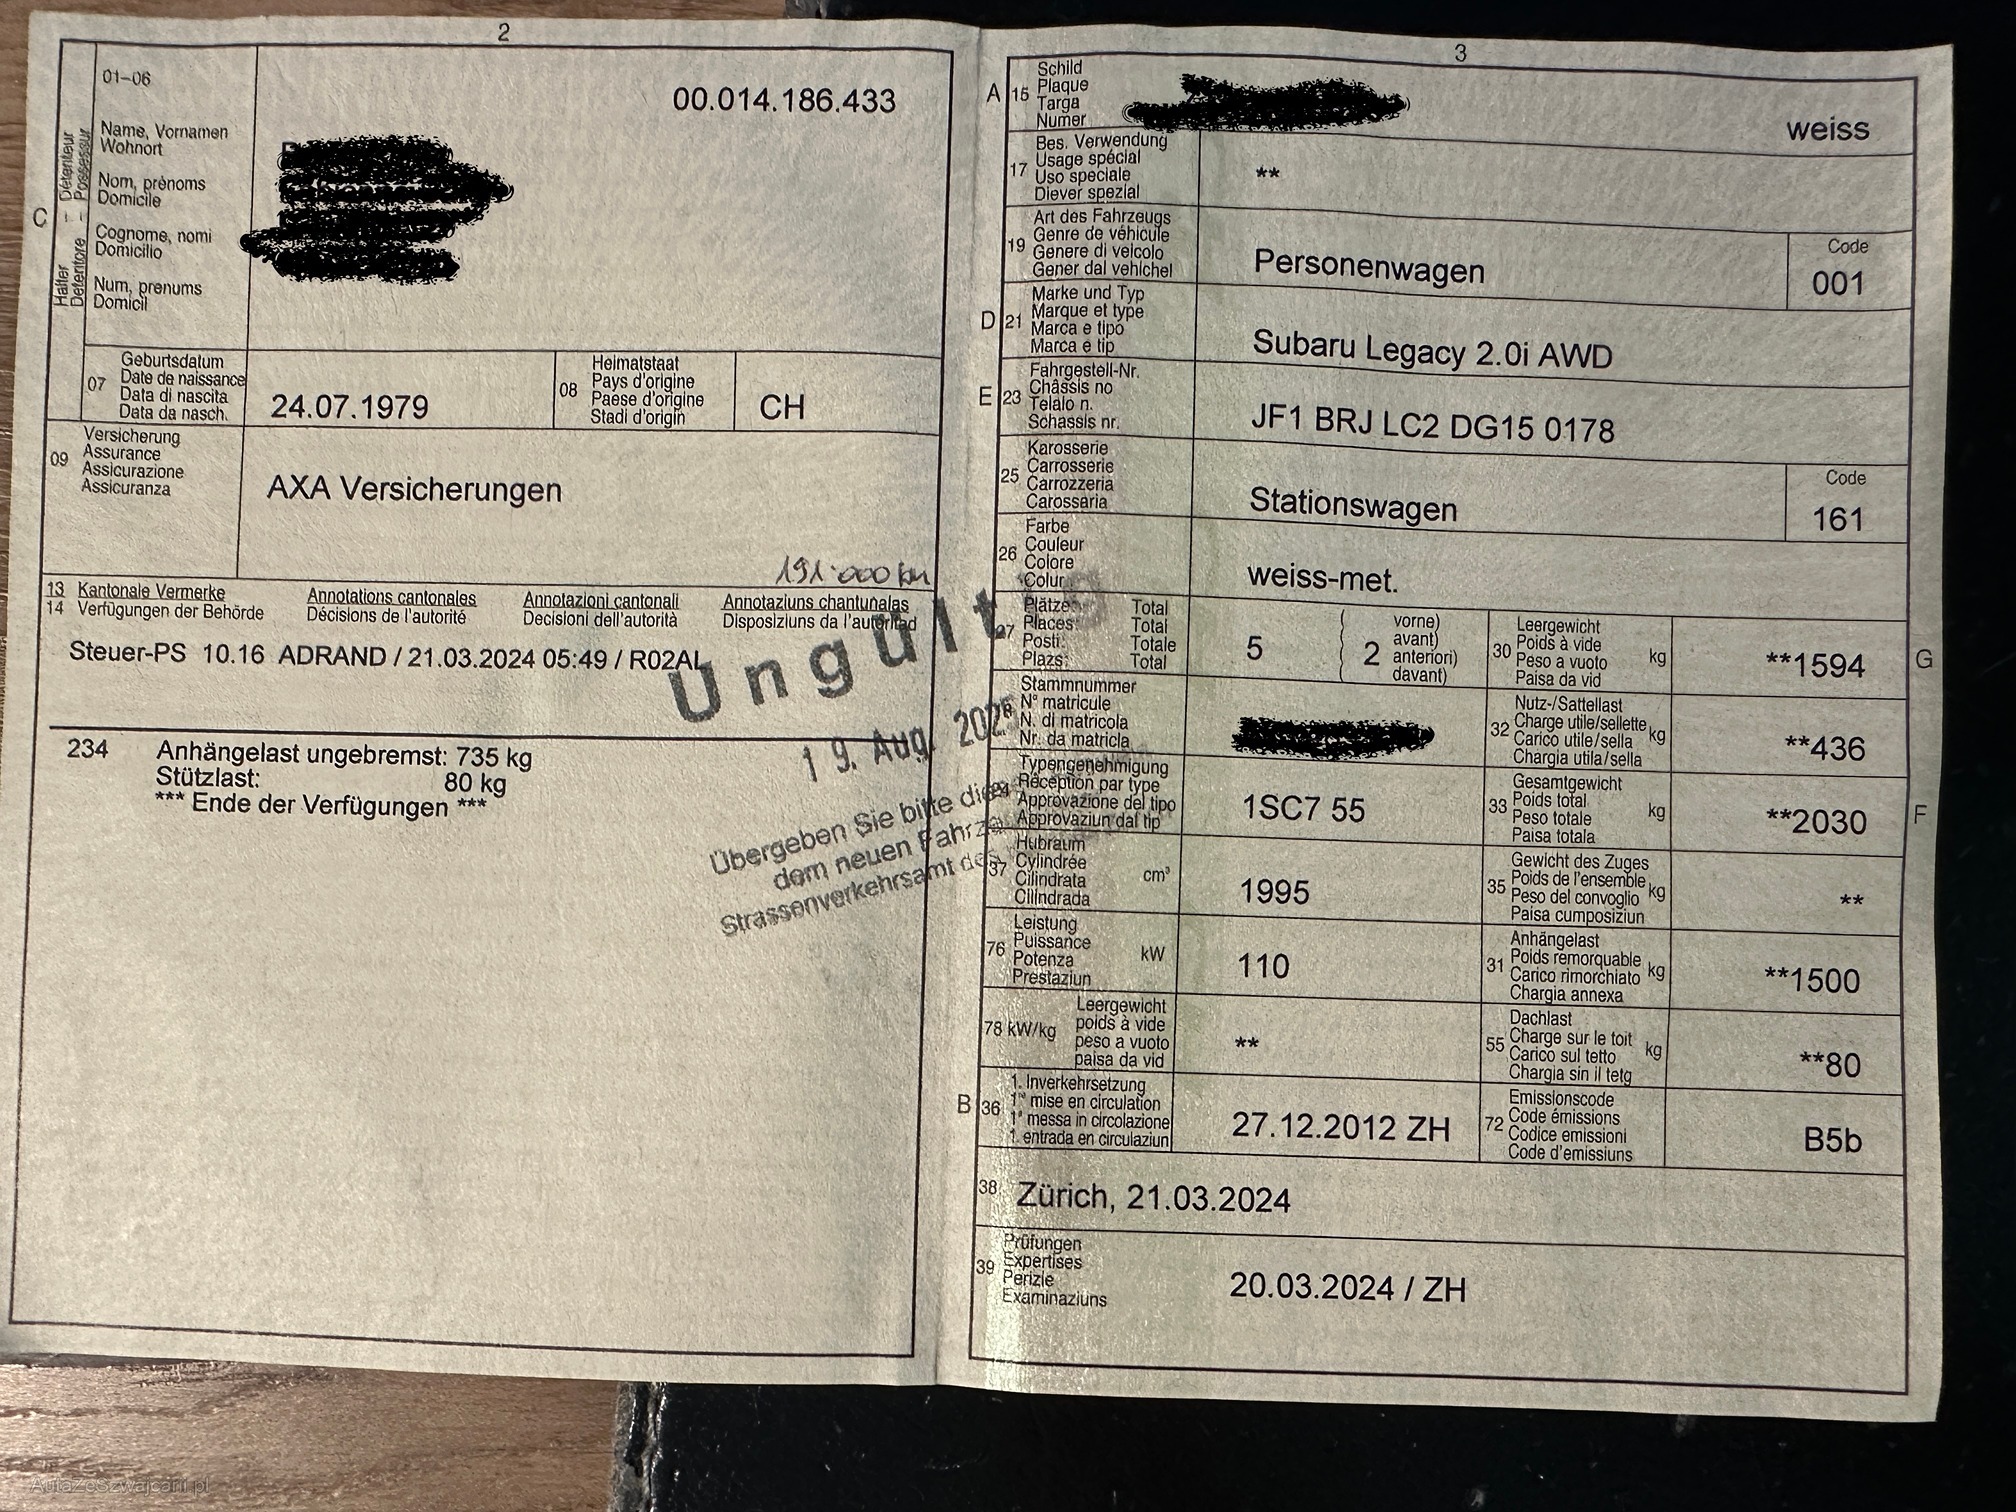 2
01–06
00.014.186.433
Name, Vornamen
Wohnort
Nom, prénoms
Domicile
Cognome, nomi
Domicilio
Num, prenums
Domicil
C
Halter – Détenteur
Detentore – Possessur
07
Geburtsdatum
Date de naissance
Data di nascita
Data da nasch.
24.07.1979
08
Heimatstaat
Pays d'origine
Paese d'origine
Stadi d'origin
CH
09
Versicherung
Assurance
Assicurazione
Assicuranza
AXA Versicherungen
191.000 km
13 Kantonale Vermerke Annotations cantonales Annotazioni cantonali Annotaziuns chantunalas
14 Verfügungen der Behörde Décisions de l'autorité Decisioni dell'autorità Disposiziuns da l'autoritad
Steuer-PS 10.16 ADRAND / 21.03.2024 05:49 / R02AL
Ungültig
19. Aug. 2025
234 Anhängelast ungebremst: 735 kg
Stützlast: 80 kg
*** Ende der Verfügungen ***
Übergeben Sie bitte
dem neuen
Strassenverkehrsamt
3
A 15
Schild
Plaque
Targa
Numer
weiss
17
Bes. Verwendung
Usage spécial
Uso speciale
Diever spezial
**
19
Art des Fahrzeugs
Genre de véhicule
Genere di veicolo
Gener dal vehichel
Personenwagen
Code
001
D 21
Marke und Typ
Marque et type
Marca e tipo
Marca e tip
Subaru Legacy 2.0i AWD
E 23
Fahrgestell-Nr.
Châssis no
Telaio n.
Schassis nr.
JF1 BRJ LC2 DG15 0178
25
Karosserie
Carrosserie
Carrozzeria
Carossaria
Stationswagen
Code
161
26
Farbe
Couleur
Colore
Colur
weiss-met.
27
Plätze: Total
Places: Total
Posti: Totale
Plazs: Total
5
2
vorne)
avant)
anteriori)
davant)
30
Leergewicht
Poids à vide
Peso a vuoto
Paisa da vid
kg
**1594
G
Stammnummer
N° matricule
N. di matricola
Nr. da matricla
32
Nutz-/Sattellast
Charge utile/sellette
Carico utile/sella
Chargia utila/sella
kg
**436
Typengenehmigung
Réception par type
Approvazione del tipo
Approvaziun dal tip
1SC7 55
33
Gesamtgewicht
Poids total
Peso totale
Paisa totala
kg
**2030
F
37
Hubraum
Cylindrée
Cilindrata
Cilindrada
cm³
1995
35
Gewicht des Zuges
Poids de l'ensemble
Peso del convoglio
Paisa cumposiziun
kg
**
76
Leistung
Puissance
Potenza
Prestaziun
kW
110
31
Anhängelast
Poids remorquable
Carico rimorchiato
Chargia annexa
kg
**1500
78 kW/kg
Leergewicht
poids à vide
peso a vuoto
paisa da vid
**
55
Dachlast
Charge sur le toit
Carico sul tetto
Chargia sin il tetg
kg
**80
B 36
1. Inverkehrsetzung
1re mise en circulation
1a messa in circolazione
1. entrada en circulaziun
27.12.2012 ZH
72
Emissionscode
Code émissions
Codice emissioni
Code d'emissiuns
B5b
38
Zürich, 21.03.2024
39
Prüfungen
Expertises
Perizie
Examinaziuns
20.03.2024 / ZH
AutaZeSzwajcarii.pl